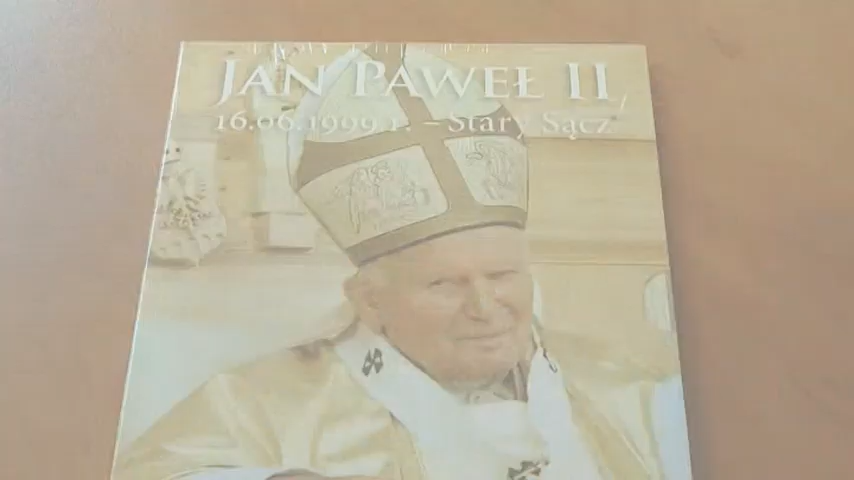 JAN PAWEŁ II
16.06.1999 r. – Stary Sącz